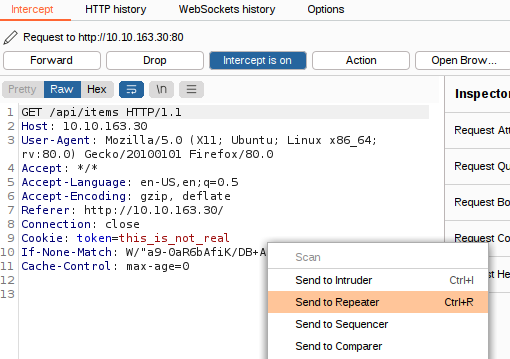 Intercept HTTP history WebSockets history Options
Request to http://10.10.163.30:80
Forward Drop Intercept is on Action Open Brow...
Pretty Raw Hex \n
Inspector
1 GET /api/items HTTP/1.1
2 Host: 10.10.163.30
3 User-Agent: Mozilla/5.0 (X11; Ubuntu; Linux x86_64;
rv:80.0) Gecko/20100101 Firefox/80.0
4 Accept: */*
5 Accept-Language: en-US,en;q=0.5
6 Accept-Encoding: gzip, deflate
7 Referer: http://10.10.163.30/
8 Connection: close
9 Cookie: token=this_is_not_real
10 If-None-Match: W/"a9-0aR6bAfiK/DB+A
11 Cache-Control: max-age=0
12
13
Request Att
Request Qu
Request Bo
Request Co
Request He
Scan
Send to Intruder Ctrl+I
Send to Repeater Ctrl+R
Send to Sequencer
Send to Comparer